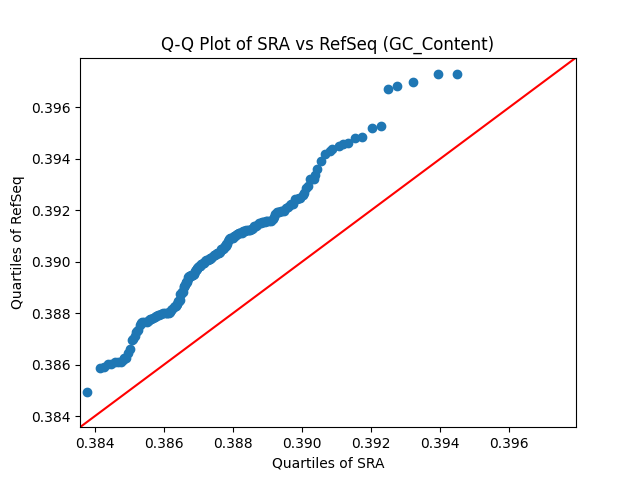 Q-Q Plot of SRA vs RefSeq (GC_Content)
Quartiles of RefSeq
0.396
0.394
0.392
0.390
0.388
0.386
0.384
0.384 0.386 0.388 0.390 0.392 0.394 0.396
Quartiles of SRA